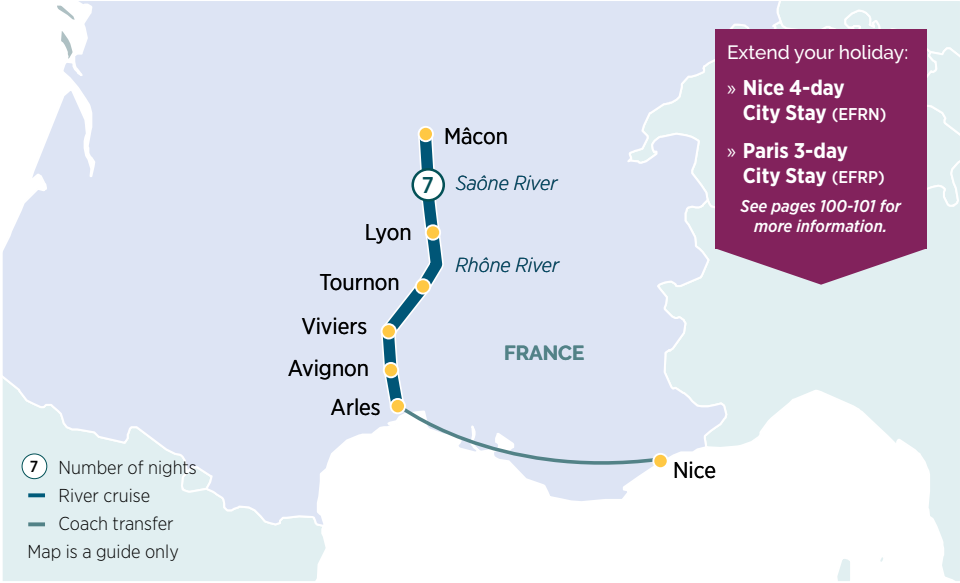 Extend your holiday:
» Nice 4-day
City Stay (EFRN)
» Paris 3-day
City Stay (EFRP)
See pages 100-101 for
more information.
Mâcon
7
Saône River
Lyon
Rhône River
Tournon
Viviers
FRANCE
Avignon
Arles
Nice
7 Number of nights
River cruise
Coach transfer
Map is a guide only